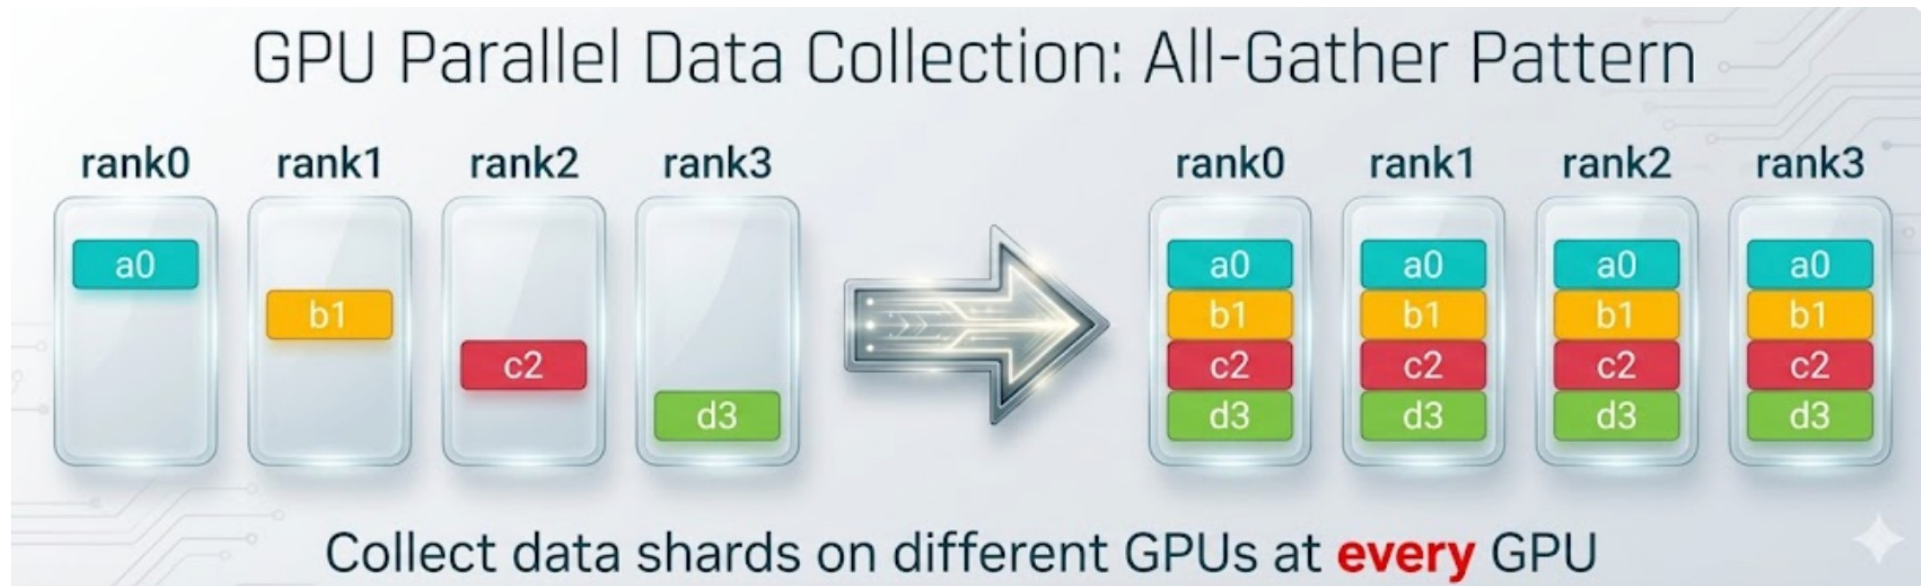 GPU Parallel Data Collection: All-Gather Pattern
rank0 rank1 rank2 rank3 rank0 rank1 rank2 rank3
a0 a0 a0 a0 a0
b1 b1 b1 b1 b1
c2 c2 c2 c2 c2
d3 d3 d3 d3 d3
Collect data shards on different GPUs at every GPU